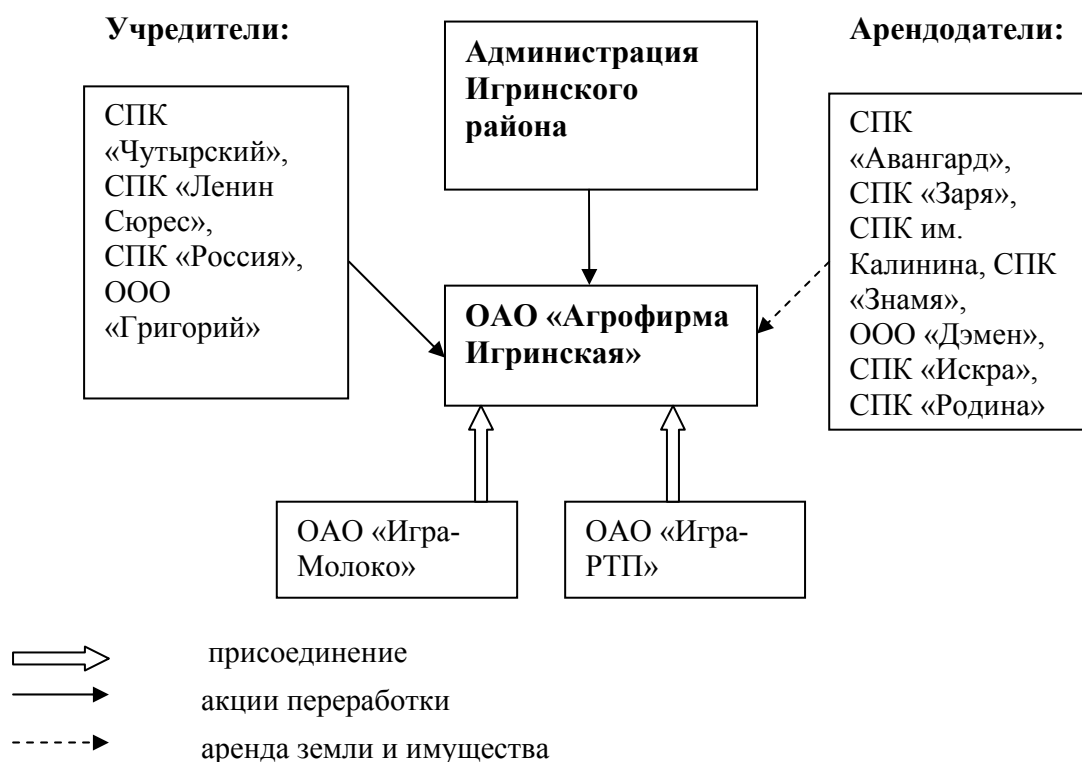 Учредители:
СПК
«Чутырский»,
СПК «Ленин
Сюрес»,
СПК «Россия»,
ООО
«Григорий»
Администрация
Игринского
района
Арендодатели:
СПК
«Авангард»,
СПК «Заря»,
СПК им.
Калинина, СПК
«Знамя»,
ООО «Дэмен»,
СПК «Искра»,
СПК «Родина»
ОАО «Агрофирма
Игринская»
ОАО «Игра-
Молоко»
ОАО «Игра-
РТП»
присоединение
акции переработки
аренда земли и имущества